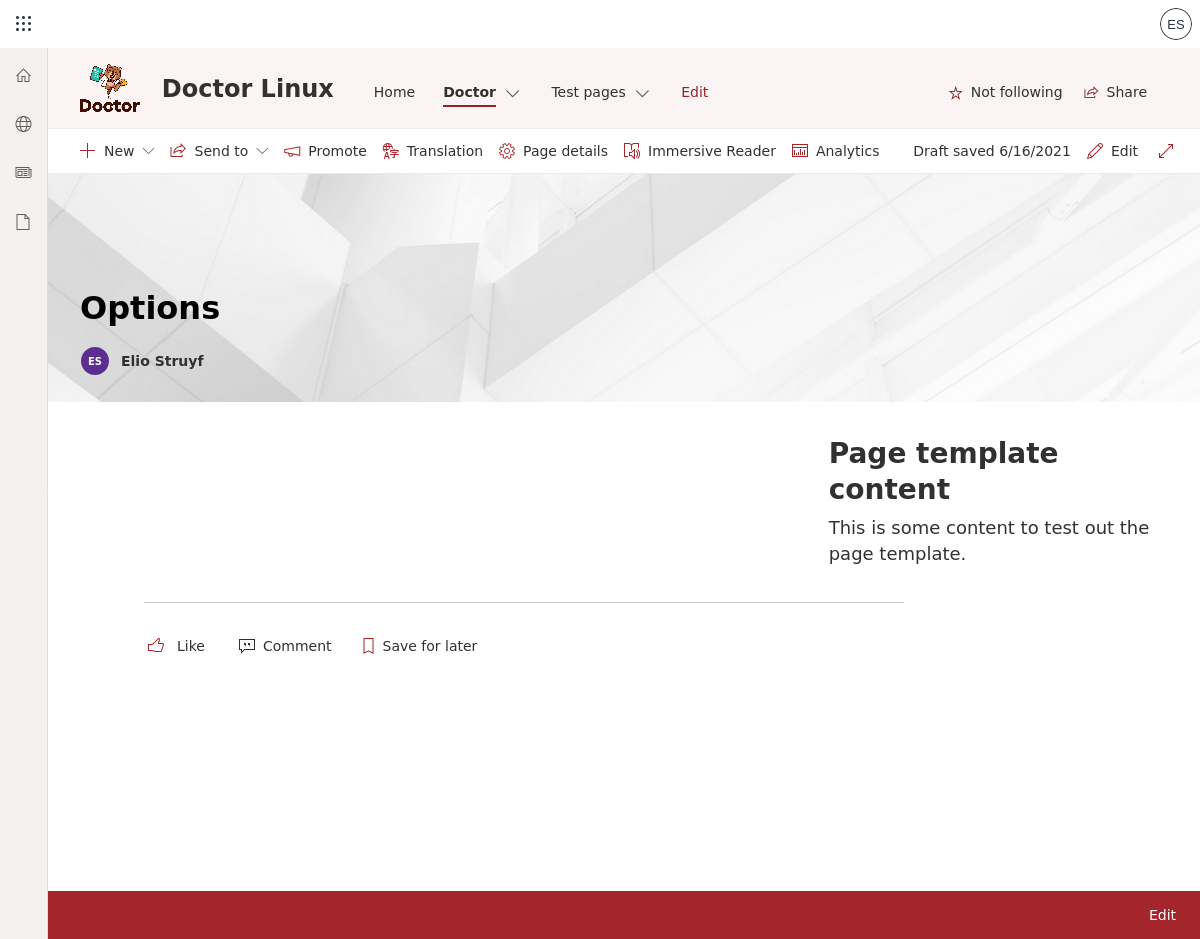 ES
Doctor
Doctor Linux
Home
Doctor
Test pages
Edit
Not following
Share
New
Send to
Promote
Translation
Page details
Immersive Reader
Analytics
Draft saved 6/16/2021
Edit
Options
ES
Elio Struyf
Page template
content
This is some content to test out the
page template.
Like
Comment
Save for later
Edit